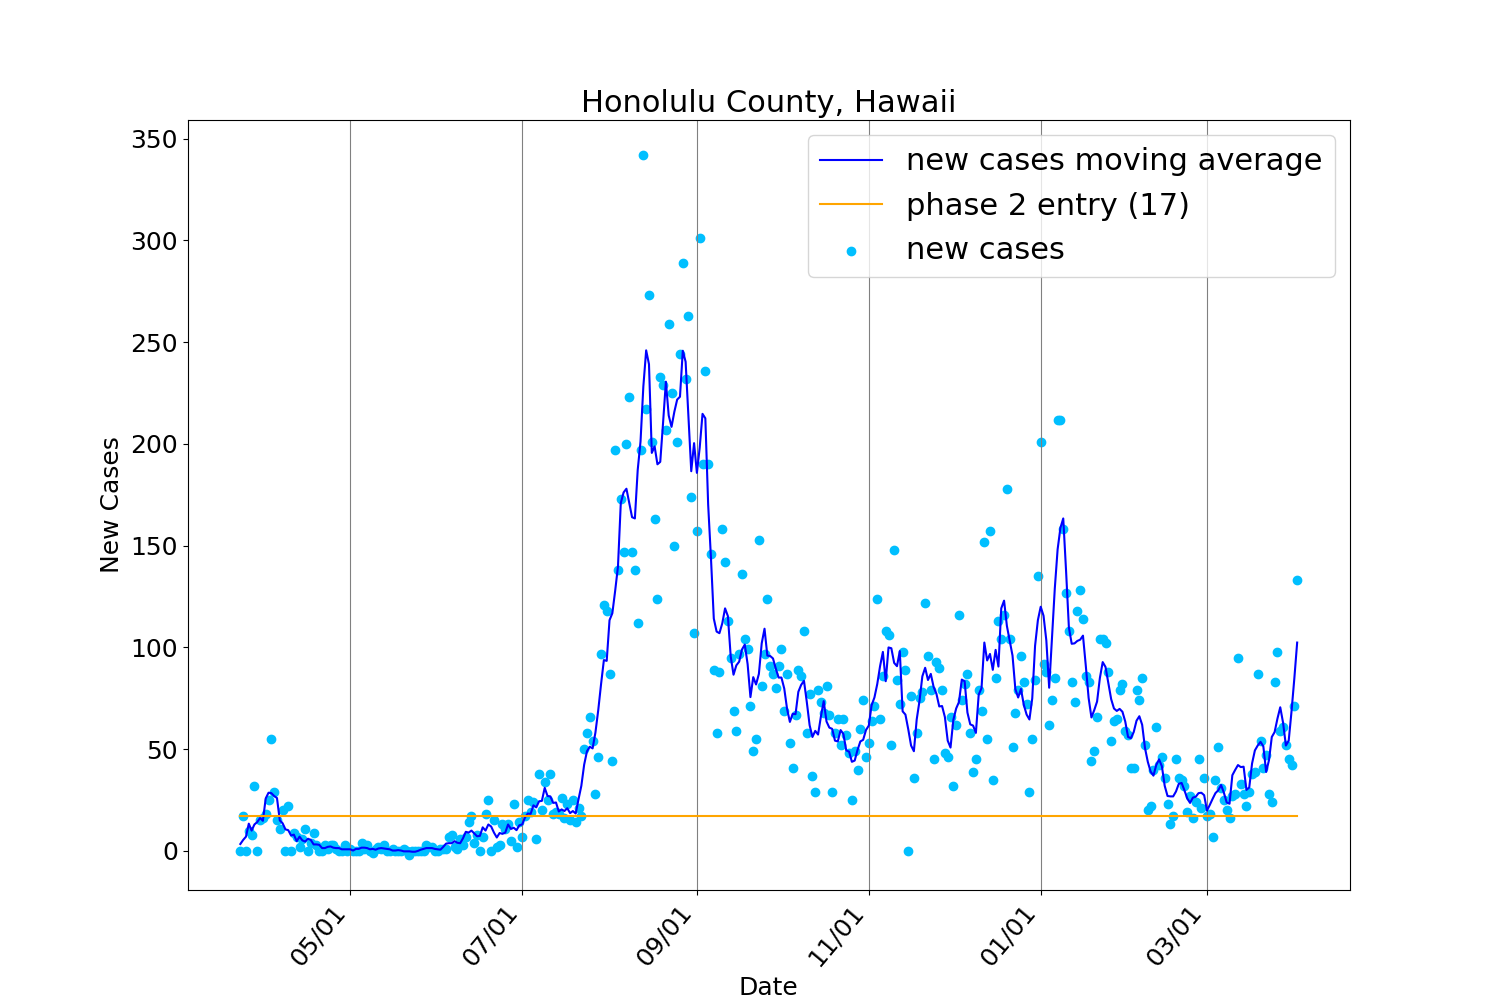 Honolulu County, Hawaii
new cases moving average
phase 2 entry (17)
new cases
350
300
250
200
150
100
50
0
New Cases
05/01
07/01
09/01
11/01
01/01
03/01
Date